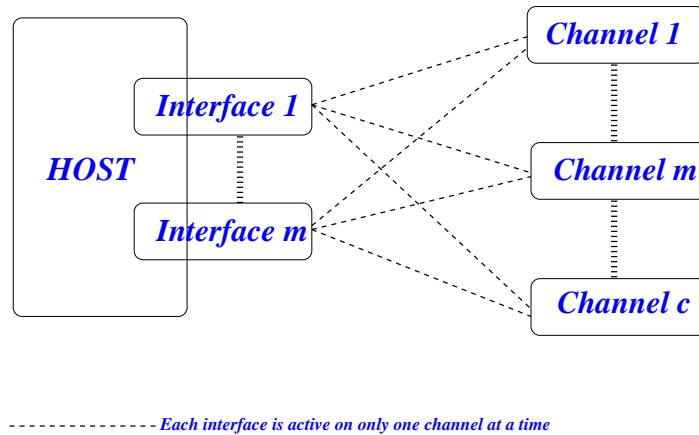 Channel 1
Interface 1
HOST
Channel m
Interface m
Channel c
Each interface is active on only one channel at a time